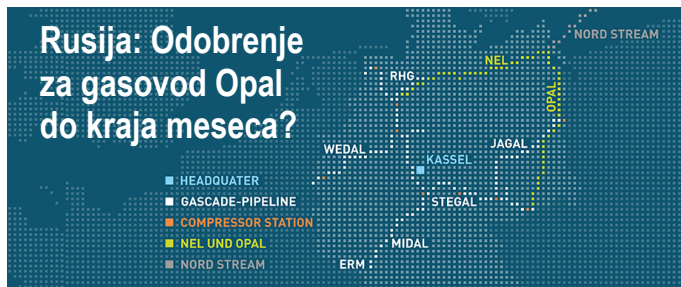 Rusija: Odobrenje
za gasovod Opal
do kraja meseca?
NORD STREAM
NEL
RHG
OPAL
WEDAL
JAGAL
KASSEL
STEGAL
MIDAL
ERM
HEADQUATER
GASCADE-PIPELINE
COMPRESSOR STATION
NEL UND OPAL
NORD STREAM